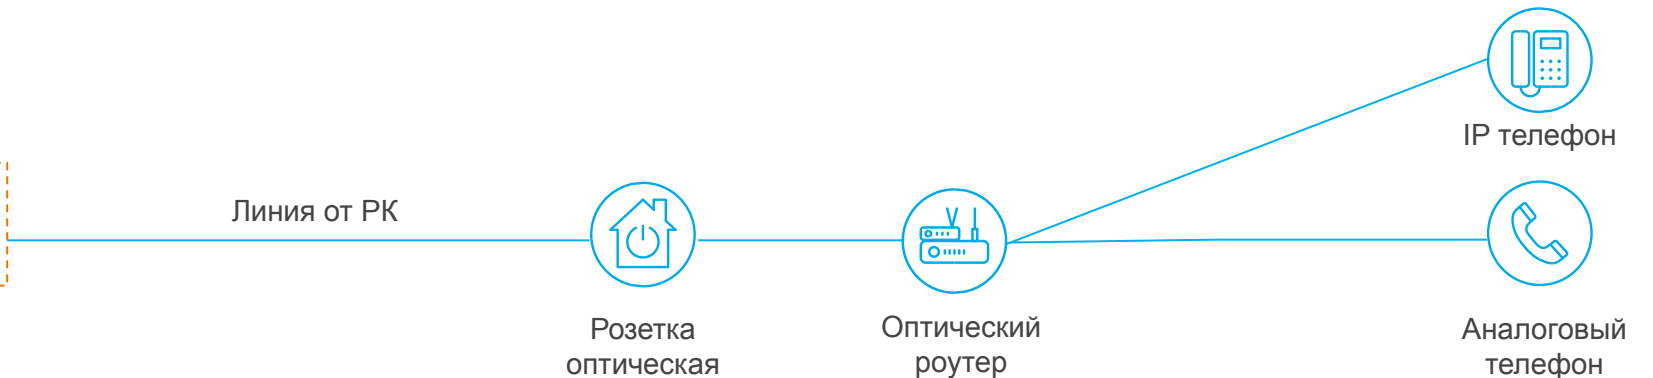 IP телефон
Линия от РК
Розетка
оптическая
Оптический
роутер
Аналоговый
телефон